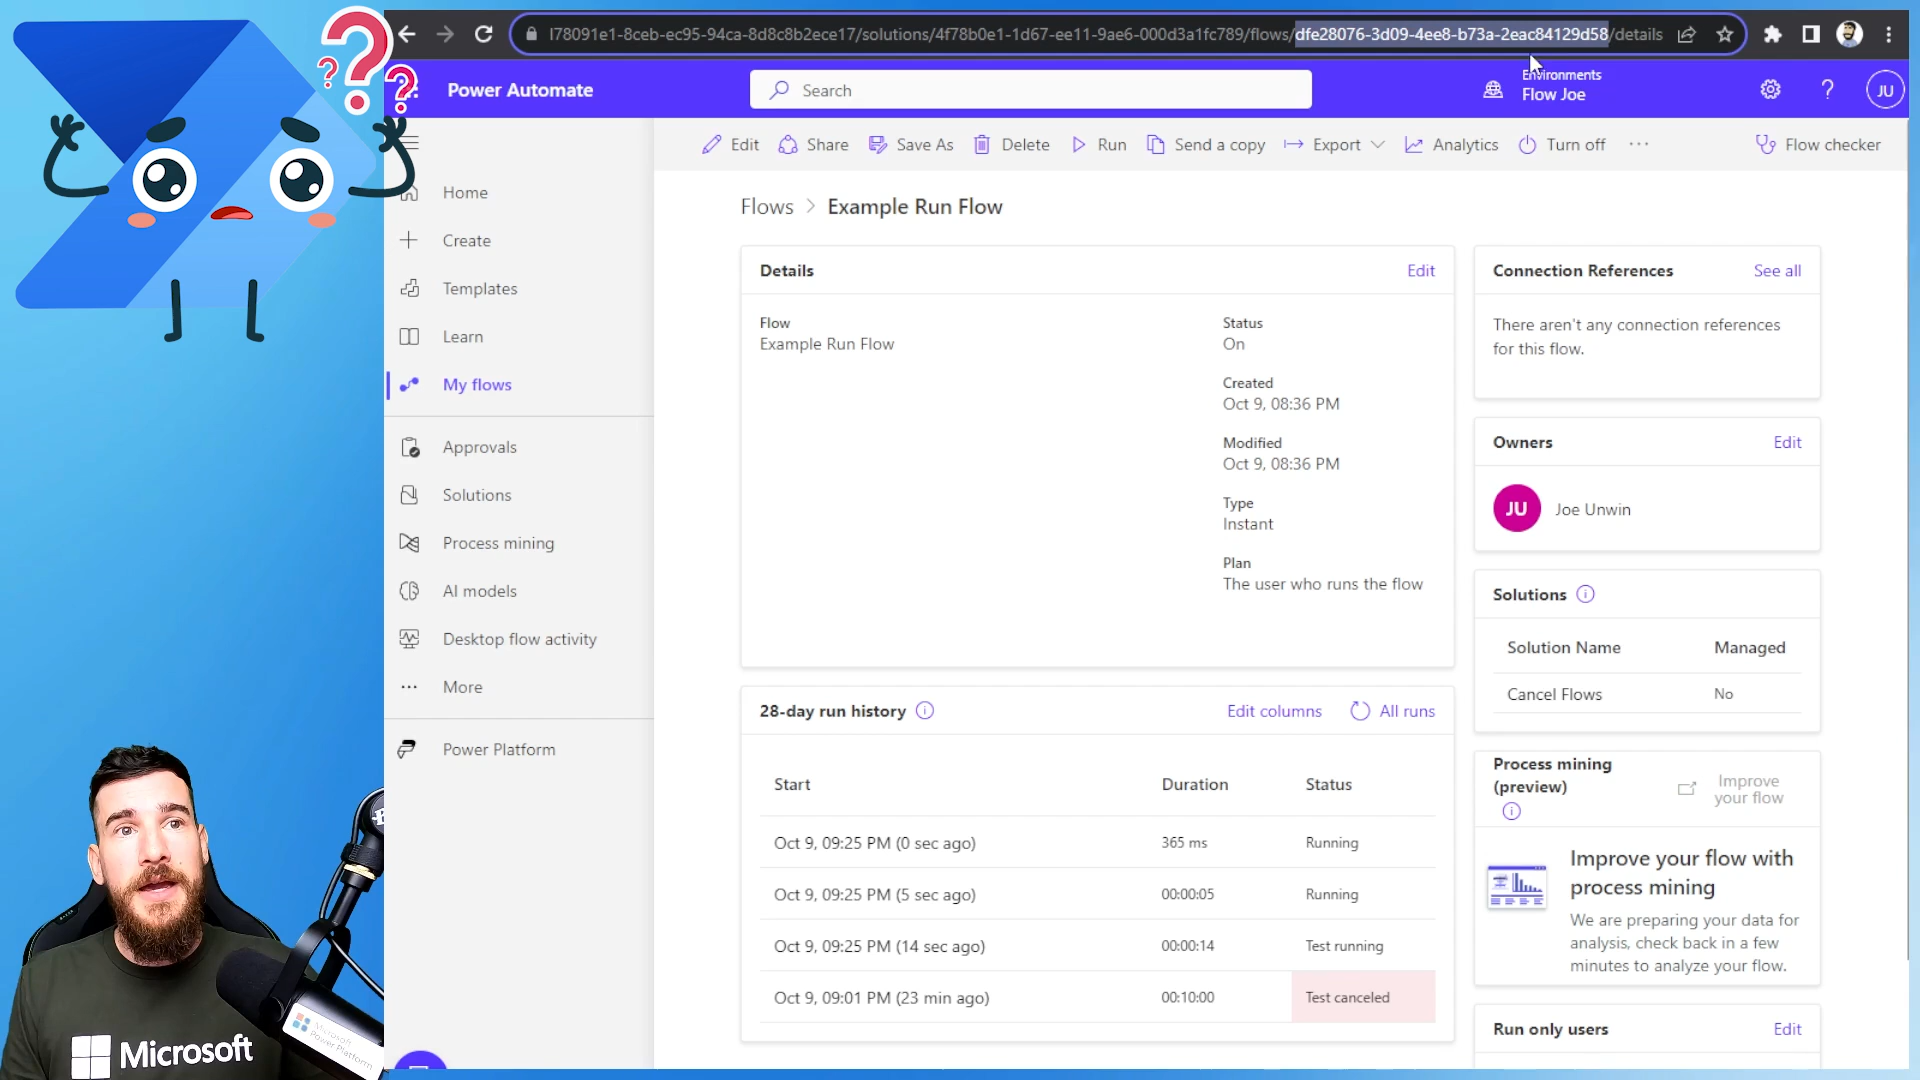 l78091e1-8ceb-ec95-94ca-8d8c8b2ece17/solutions/4f78b0e1-1d67-ee11-9ae6-000d3a1fc789/flows/dfe28076-3d09-4ee8-b73a-2eac84129d58/details
???
Power Automate
Search
Environments
Flow Joe
?
JU
Edit
Share
Save As
Delete
Run
Send a copy
Export
Analytics
Turn off
...
Flow checker
Home
Create
Templates
Learn
My flows
Approvals
Solutions
Process mining
AI models
Desktop flow activity
More
Power Platform
Flows > Example Run Flow
Details
Edit
Flow
Example Run Flow
Status
On
Created
Oct 9, 08:36 PM
Modified
Oct 9, 08:36 PM
Type
Instant
Plan
The user who runs the flow
28-day run history
Edit columns
All runs
Start Duration Status
Oct 9, 09:25 PM (0 sec ago) 365 ms Running
Oct 9, 09:25 PM (5 sec ago) 00:00:05 Running
Oct 9, 09:25 PM (14 sec ago) 00:00:14 Test running
Oct 9, 09:01 PM (23 min ago) 00:10:00 Test canceled
Connection References
See all
There aren't any connection references
for this flow.
Owners
Edit
JU
Joe Unwin
Solutions
Solution Name Managed
Cancel Flows No
Process mining
(preview)
Improve
your flow
Improve your flow with
process mining
We are preparing your data for
analysis, check back in a few
minutes to analyze your flow.
Run only users
Edit
Microsoft
Microsoft
Power Platform